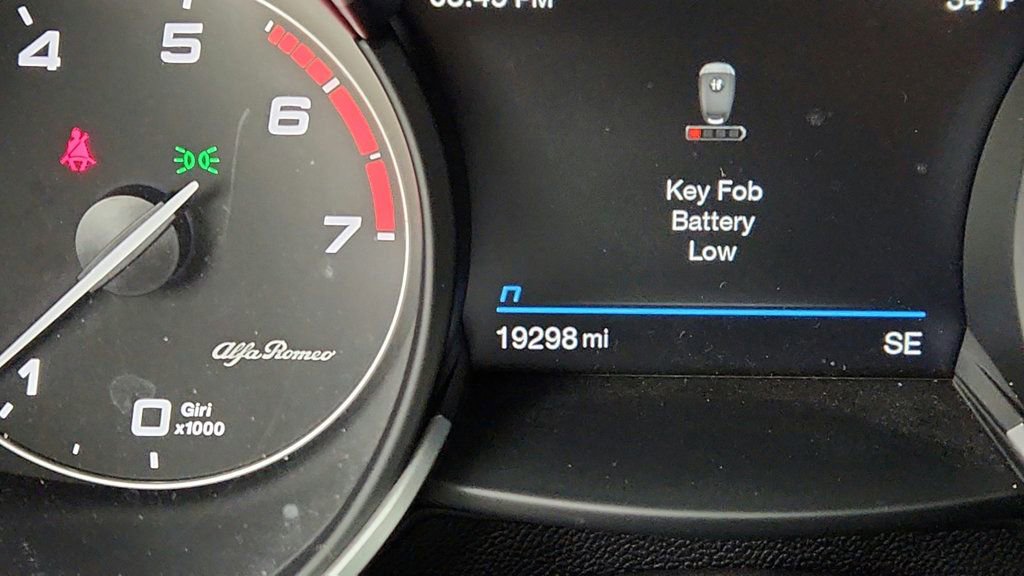 4
5
6
7
1
0
Giri
x1000
Alfa Romeo
Key Fob
Battery
Low
n
19298 mi
SE